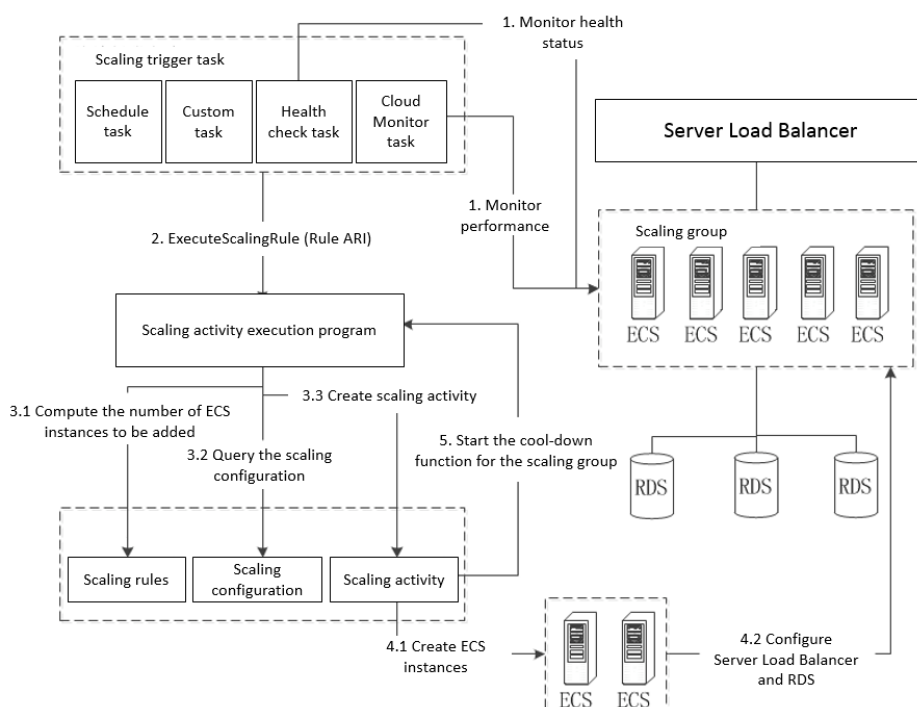 1. Monitor health
status
Scaling trigger task
Schedule
task
Custom
task
Health
check task
Cloud
Monitor
task
Server Load Balancer
1. Monitor
performance
2. ExecuteScalingRule (Rule ARI)
Scaling group
ECS
ECS
ECS
ECS
ECS
Scaling activity execution program
3.1 Compute the number of ECS
instances to be added
3.3 Create scaling activity
3.2 Query the scaling
configuration
5. Start the cool-down
function for the scaling group
RDS
RDS
RDS
Scaling rules
Scaling
configuration
Scaling activity
4.1 Create ECS
instances
ECS
ECS
4.2 Configure
Server Load Balancer
and RDS